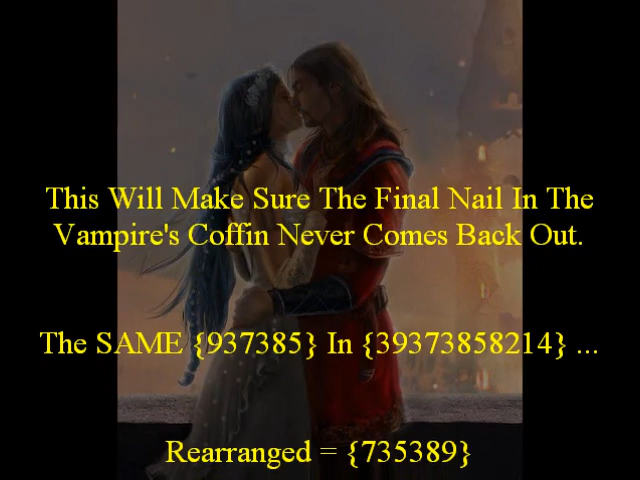 This Will Make Sure The Final Nail In The
Vampire's Coffin Never Comes Back Out.
The SAME {937385} In {39373858214} ...
Rearranged = {735389}